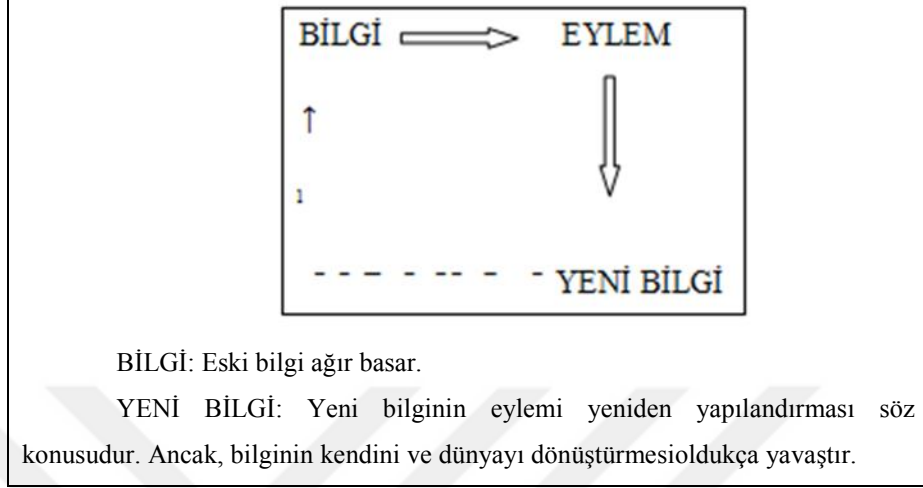 BİLGİ EYLEM
↑
1
- - - - -- - - YENİ BİLGİ
BİLGİ: Eski bilgi ağır basar.
YENİ BİLGİ: Yeni bilginin eylemi yeniden yapılandırması söz
konusudur. Ancak, bilginin kendini ve dünyayı dönüştürmesioldukça yavaştır.